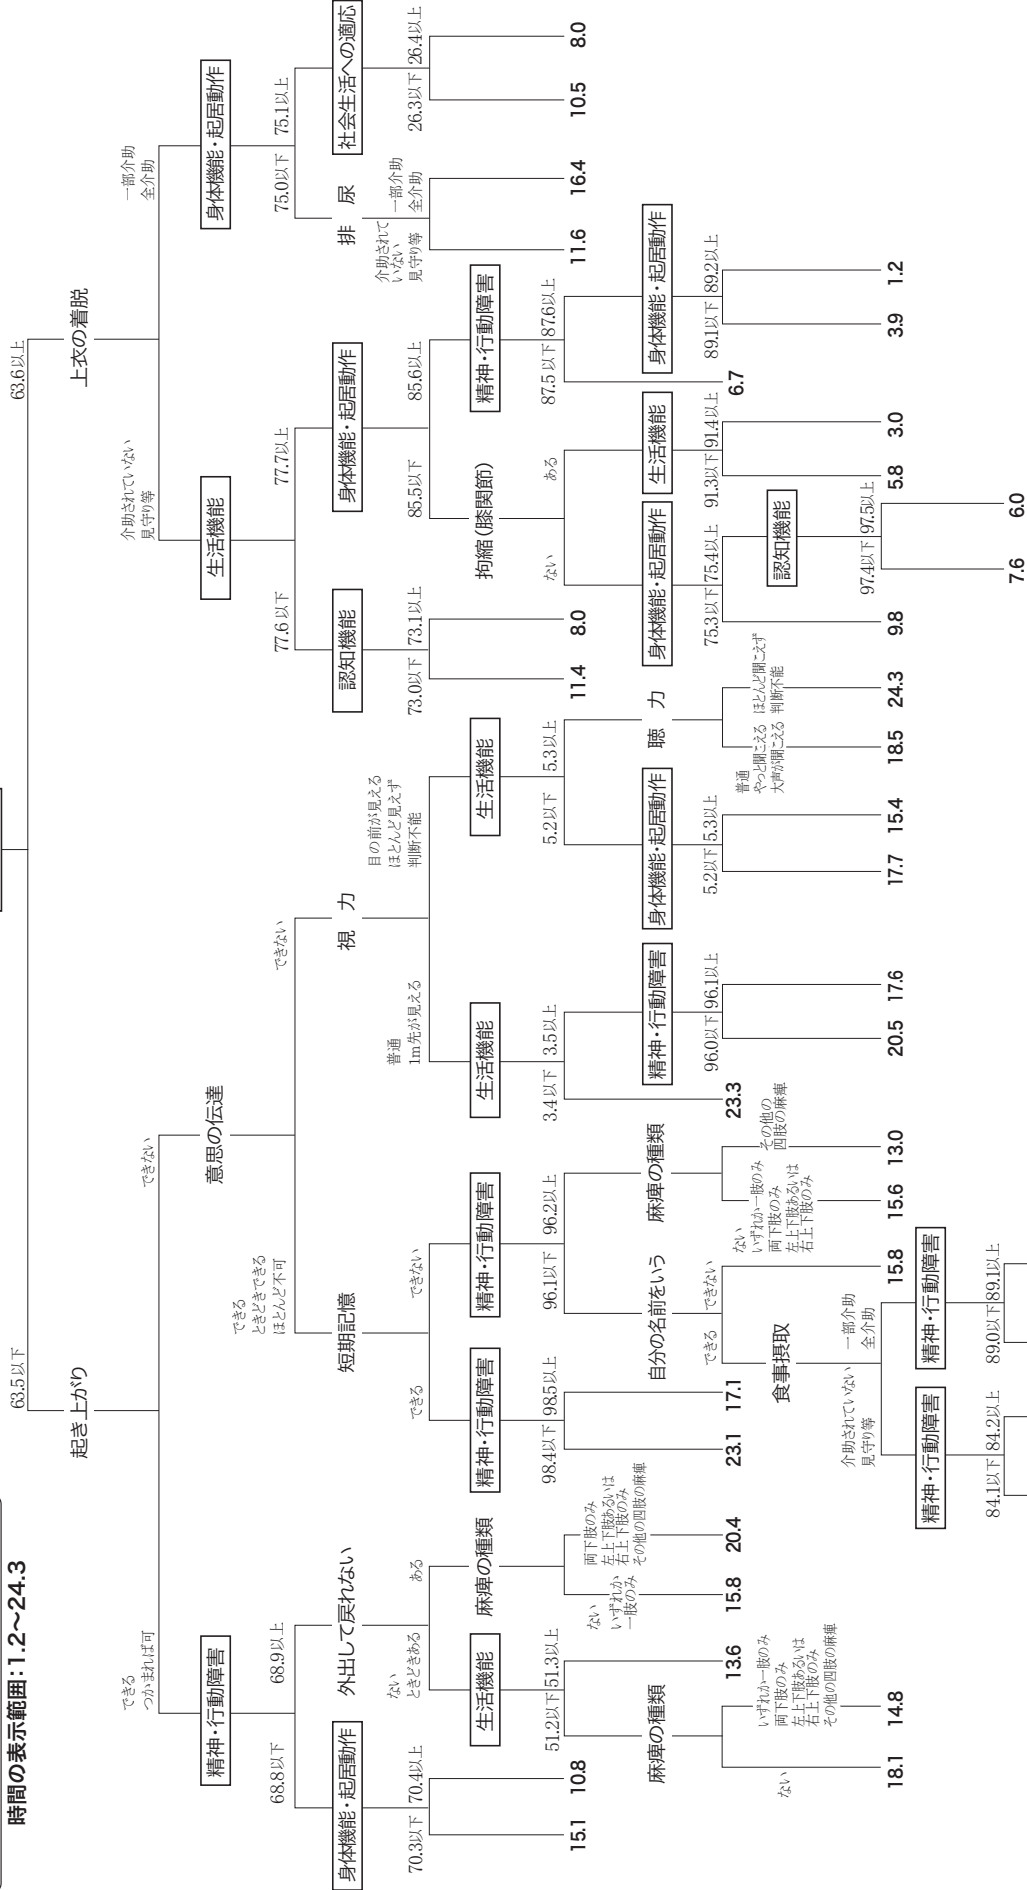 時間の表示範囲：1.2～24.3
63.5以下
63.6以上
起き上がり
上衣の着脱
できる
つかまれば可
できない
介助されていない
見守り等
一部介助
全介助
精神・行動障害
意思の伝達
生活機能
身体機能・起居動作
68.8以下
68.9以上
できる
ときどきできる
ほとんど不可
できない
77.6以下
77.7以上
75.0以下
75.1以上
身体機能・起居動作
外出して戻れない
短期記憶
視力
認知機能
身体機能・起居動作
排尿
社会生活への適応
70.3以下
70.4以上
ない
ときどきある
ある
できる
できない
普通
1m先が見える
目の前が見える
ほとんど見えず
判断不能
73.0以下
73.1以上
85.5以下
85.6以上
介助されて
いない
見守り等
一部介助
全介助
26.3以下
26.4以上
生活機能
麻痺の種類
精神・行動障害
精神・行動障害
生活機能
生活機能
拘縮（膝関節）
精神・行動障害
15.1
10.8
51.2以下
51.3以上
ない
いずれか
一肢のみ
両下肢のみ
左上下肢あるいは
右上下肢のみ
その他の四肢の麻痺
98.4以下
98.5以上
96.1以下
96.2以上
3.4以下
3.5以上
5.2以下
5.3以上
11.4
8.0
ない
ある
87.5以下
87.6以上
11.6
16.4
10.5
8.0
麻痺の種類
自分の名前をいう
麻痺の種類
精神・行動障害
身体機能・起居動作
聴力
身体機能・起居動作
生活機能
身体機能・起居動作
13.6
15.8
20.4
23.1
17.1
できる
できない
ない
いずれか一肢のみ
両下肢のみ
左上下肢あるいは
右上下肢のみ
その他の
四肢の麻痺
23.3
96.0以下
96.1以上
5.2以下
5.3以上
普通
やっと聞こえる
大声が聞こえる
ほとんど聞こえず
判断不能
75.3以下
75.4以上
91.3以下
91.4以上
6.7
89.1以下
89.2以上
ない
いずれか一肢のみ
両下肢のみ
左上下肢あるいは
右上下肢のみ
その他の四肢の麻痺
食事摂取
認知機能
18.1
14.8
介助されていない
見守り等
一部介助
全介助
15.8
15.6
13.0
20.5
17.6
17.7
15.4
18.5
24.3
9.8
97.4以下
97.5以上
5.8
3.0
3.9
1.2
精神・行動障害
精神・行動障害
84.1以下
84.2以上
89.0以下
89.1以上
7.6
6.0